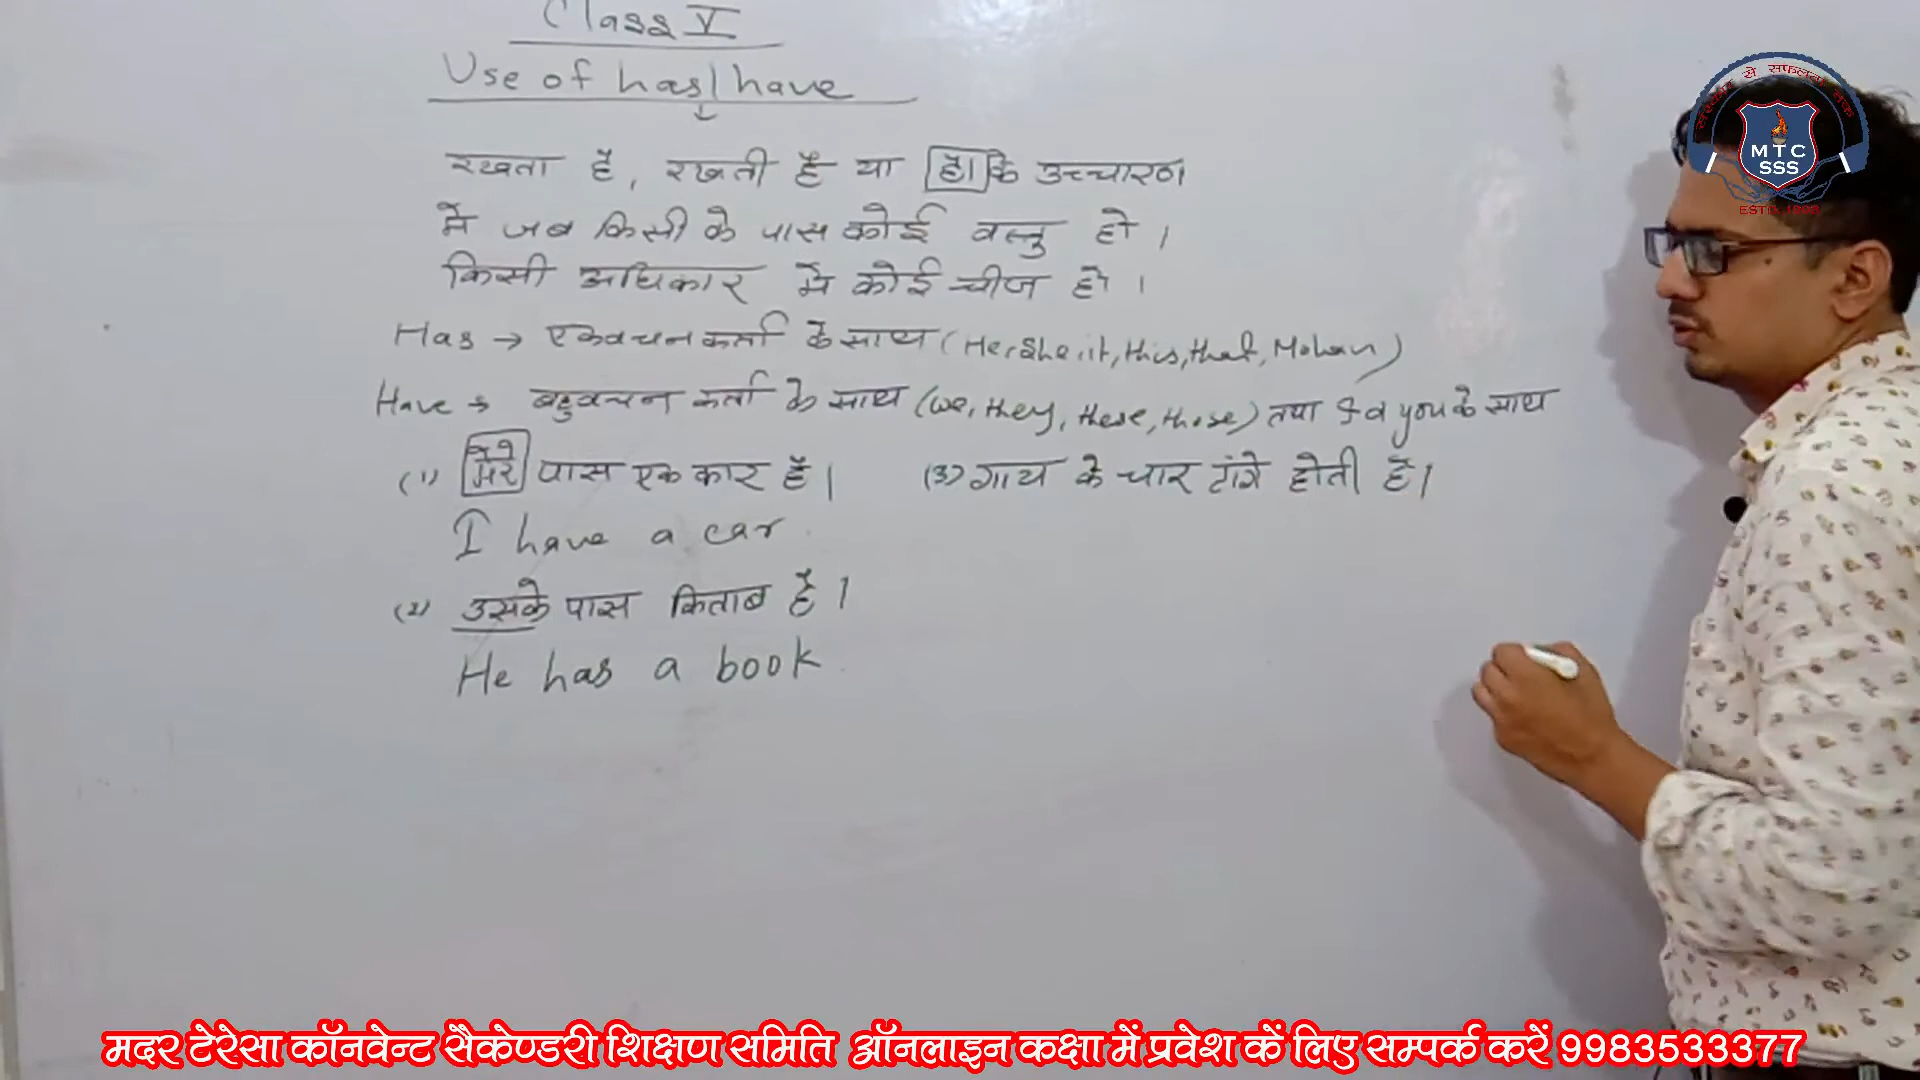 Class V
Use of has/have
रखता है, रखती है या है। के उच्चारण
में जब किसी के पास कोई वस्तु हो।
किसी अधिकार में कोई चीज हो।
Has → एकवचन कर्ता के साथ (He, She, it, this, that, Mohan)
Have → बहुवचन कर्ता के साथ (we, they, these, those) तथा I a you के साथ
(1) मेरे पास एक कार है। (3) गाय के चार टांगे होती है।
I have a car.
(2) उसके पास किताब है।
He has a book.
से सफलता तक
MTC
SSS
मदर टेरेसा कॉनवेन्ट सैकेण्डरी शिक्षण समिति ऑनलाइन कक्षा में प्रवेश कें लिए सम्पर्क करें 9983533377